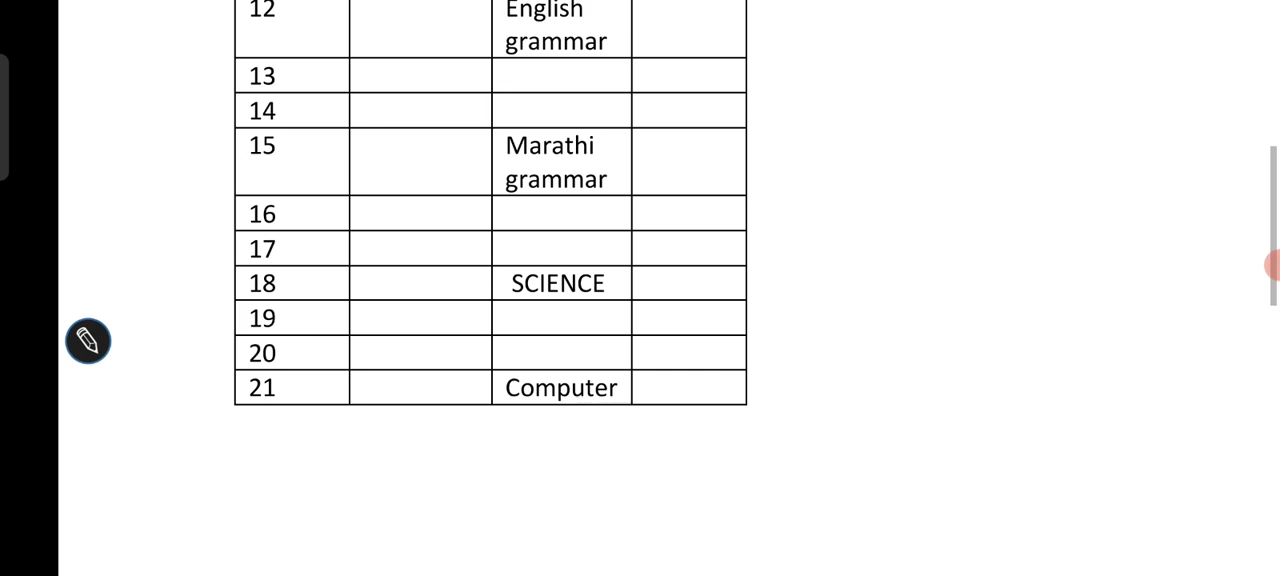 12 English
grammar
13
14
15 Marathi
grammar
16
17
18 SCIENCE
19
20
21 Computer